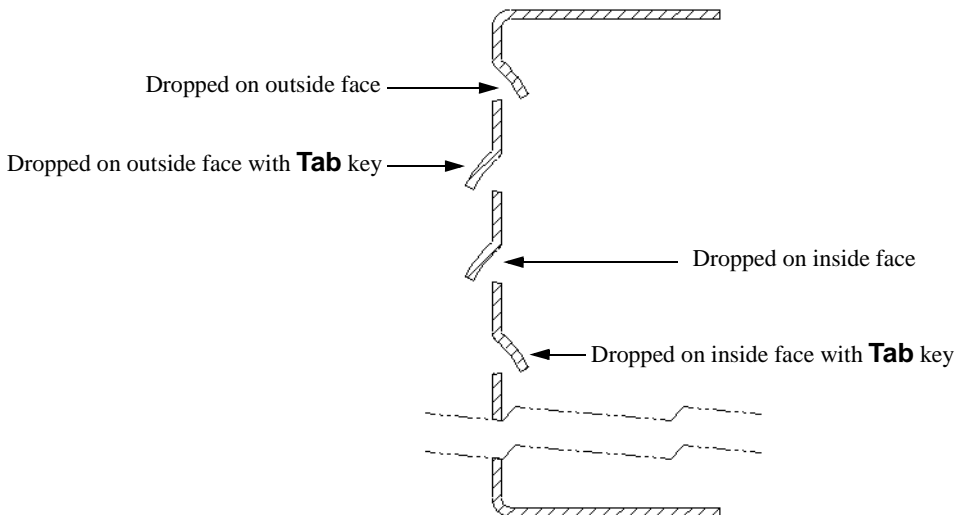 Dropped on outside face
Dropped on outside face with Tab key
Dropped on inside face
Dropped on inside face with Tab key